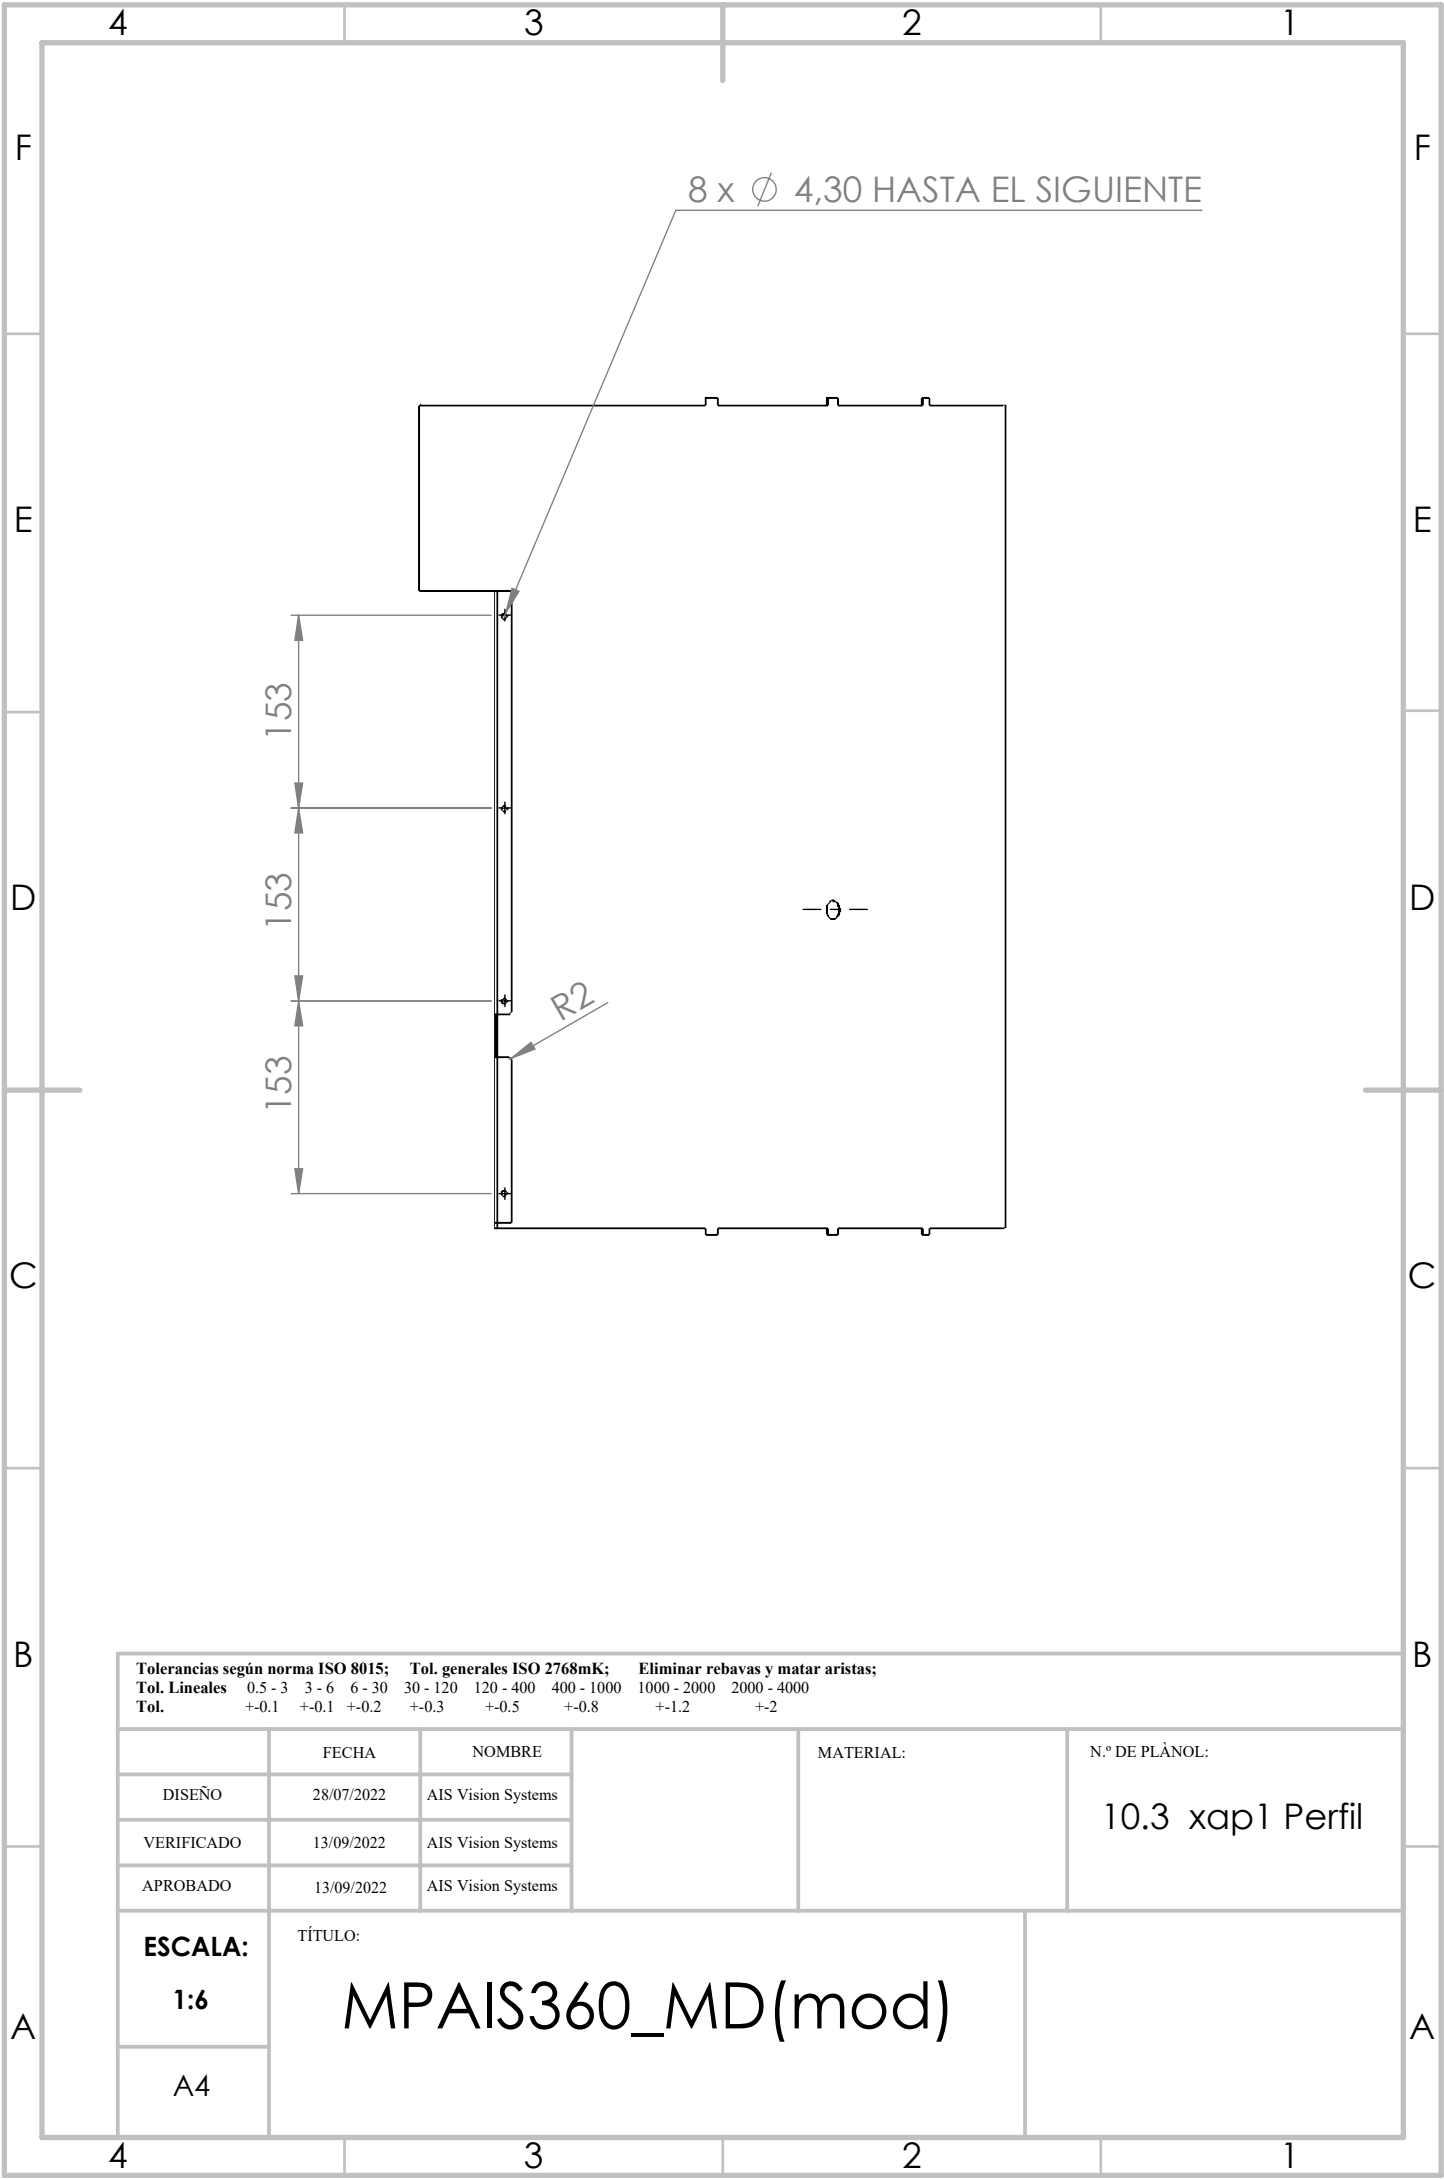 4 3 2 1
F F
8 x ∅ 4,30 HASTA EL SIGUIENTE
E E
153
153
D D
R2
153
C C
B B
Tolerancias según norma ISO 8015; Tol. generales ISO 2768mK; Eliminar rebavas y matar aristas;
Tol. Lineales 0.5 - 3 3 - 6 6 - 30 30 - 120 120 - 400 400 - 1000 1000 - 2000 2000 - 4000
Tol. +-0.1 +-0.1 +-0.2 +-0.3 +-0.5 +-0.8 +-1.2 +-2
FECHA NOMBRE MATERIAL: N.º DE PLÀNOL:
DISEÑO 28/07/2022 AIS Vision Systems
10.3 xap1 Perfil
VERIFICADO 13/09/2022 AIS Vision Systems
APROBADO 13/09/2022 AIS Vision Systems
ESCALA: TÍTULO:
1:6 MPAIS360_MD(mod)
A A
A4
4 3 2 1